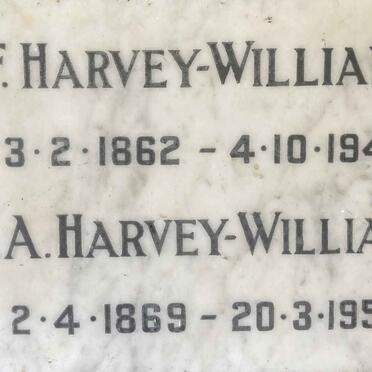 F. HARVEY-WILLIA
3·2·1862 – 4·10·194
A. HARVEY-WILLIA
2·4·1869 – 20·3·195